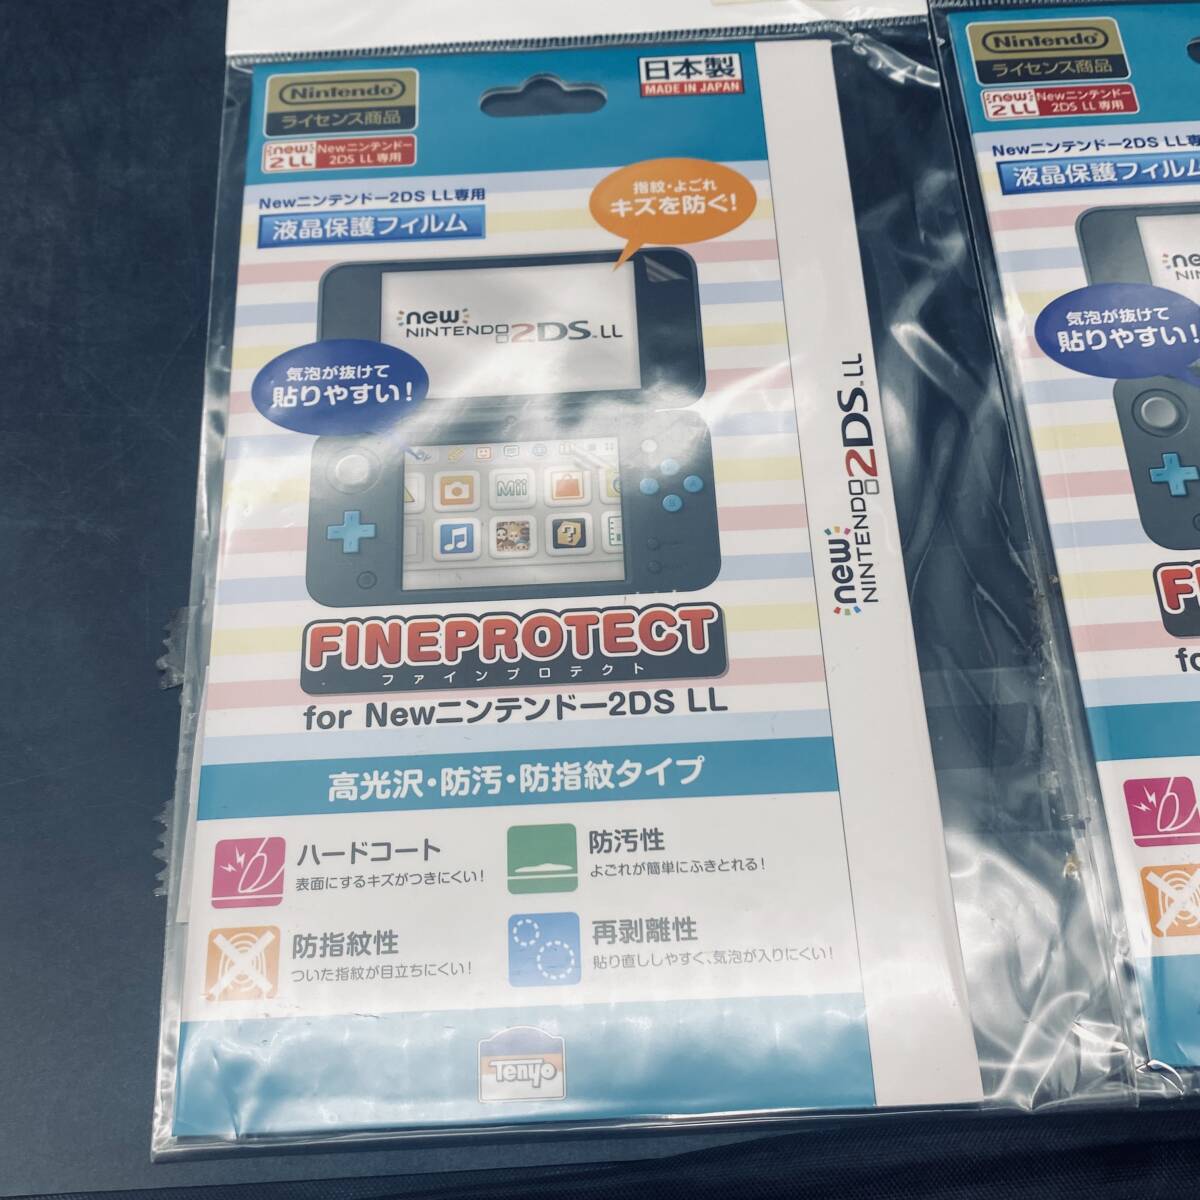 Nintendo
ライセンス商品
new
2LL
Newニンテンドー
2DS LL 専用
日本製
MADE IN JAPAN
Newニンテンドー2DS LL専用
液晶保護フィルム
指紋・よごれ
キズを防ぐ!
new
NINTENDO 2DS LL
気泡が抜けて
貼りやすい!
Mii
FINEPROTECT
ファインプロテクト
for Newニンテンドー2DS LL
高光沢・防汚・防指紋タイプ
ハードコート
表面にするキズがつきにくい!
防汚性
よごれが簡単にふきとれる!
防指紋性
ついた指紋が目立ちにくい!
再剥離性
貼り直ししやすく、気泡が入りにくい!
Tenyo
new
NINTENDO 2DS LL
Nintendo
ライセンス商品
new
2LL
Newニンテンドー
2DS LL 専用
Newニンテンドー2DS LL専
液晶保護フィルム
気泡が抜けて
貼りやすい!